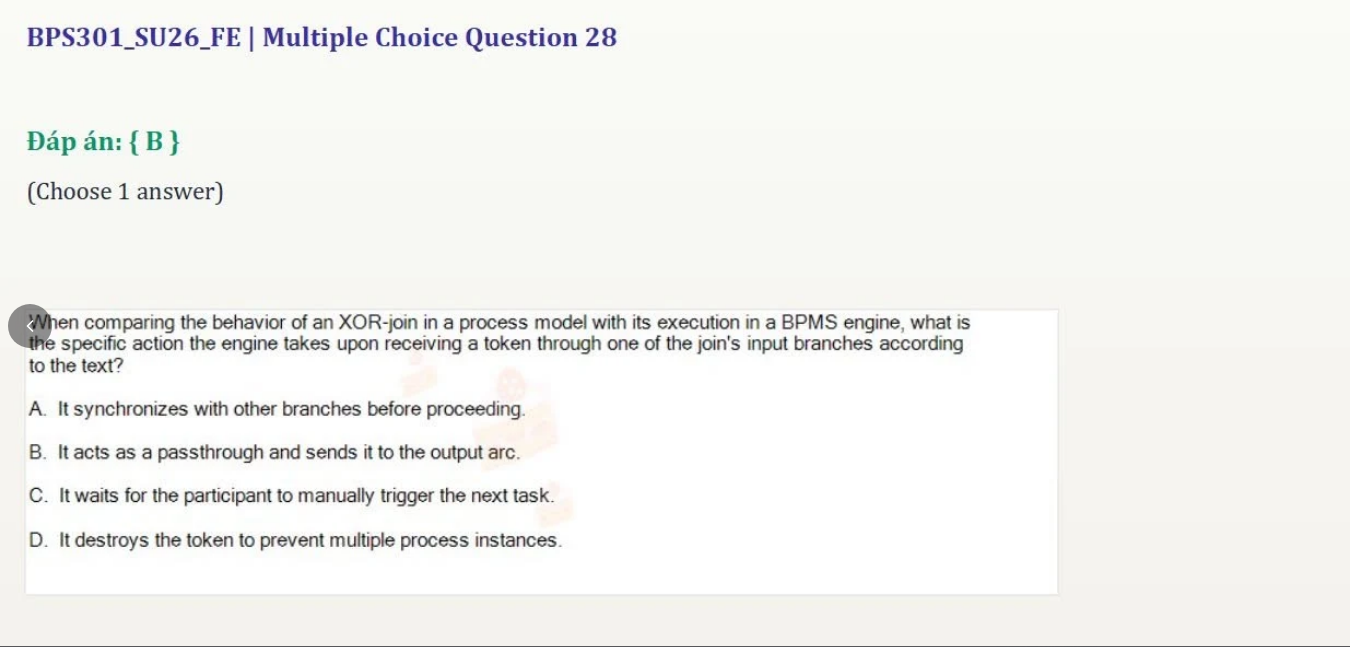 BPS301_SU26_FE | Multiple Choice Question 28
Đáp án: { B }
(Choose 1 answer)
When comparing the behavior of an XOR-join in a process model with its execution in a BPMS engine, what is
the specific action the engine takes upon receiving a token through one of the join's input branches according
to the text?
A. It synchronizes with other branches before proceeding.
B. It acts as a passthrough and sends it to the output arc.
C. It waits for the participant to manually trigger the next task.
D. It destroys the token to prevent multiple process instances.